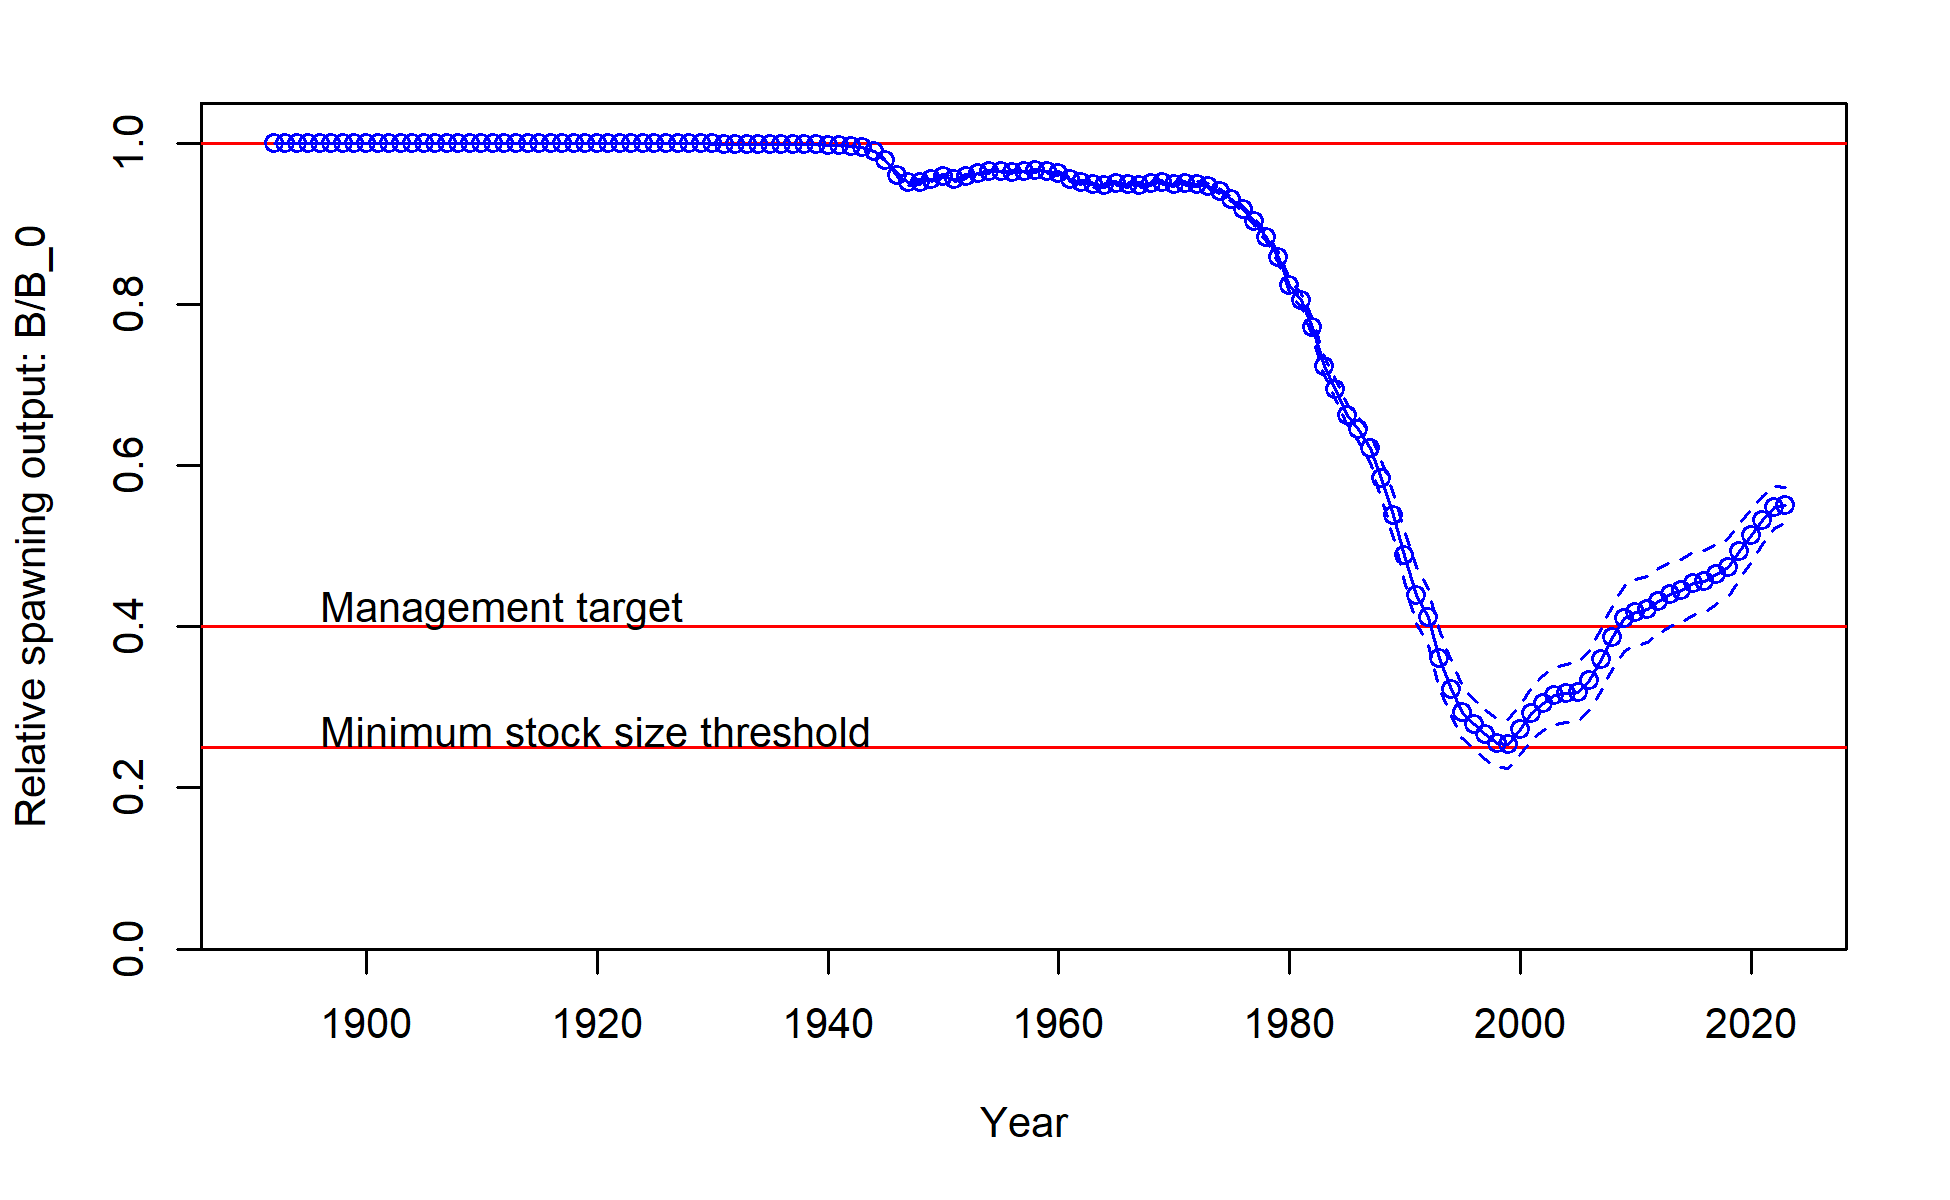 Relative spawning output: B/B_0
1.0
0.8
0.6
0.4
0.2
0.0
Management target
Minimum stock size threshold
1900 1920 1940 1960 1980 2000 2020
Year